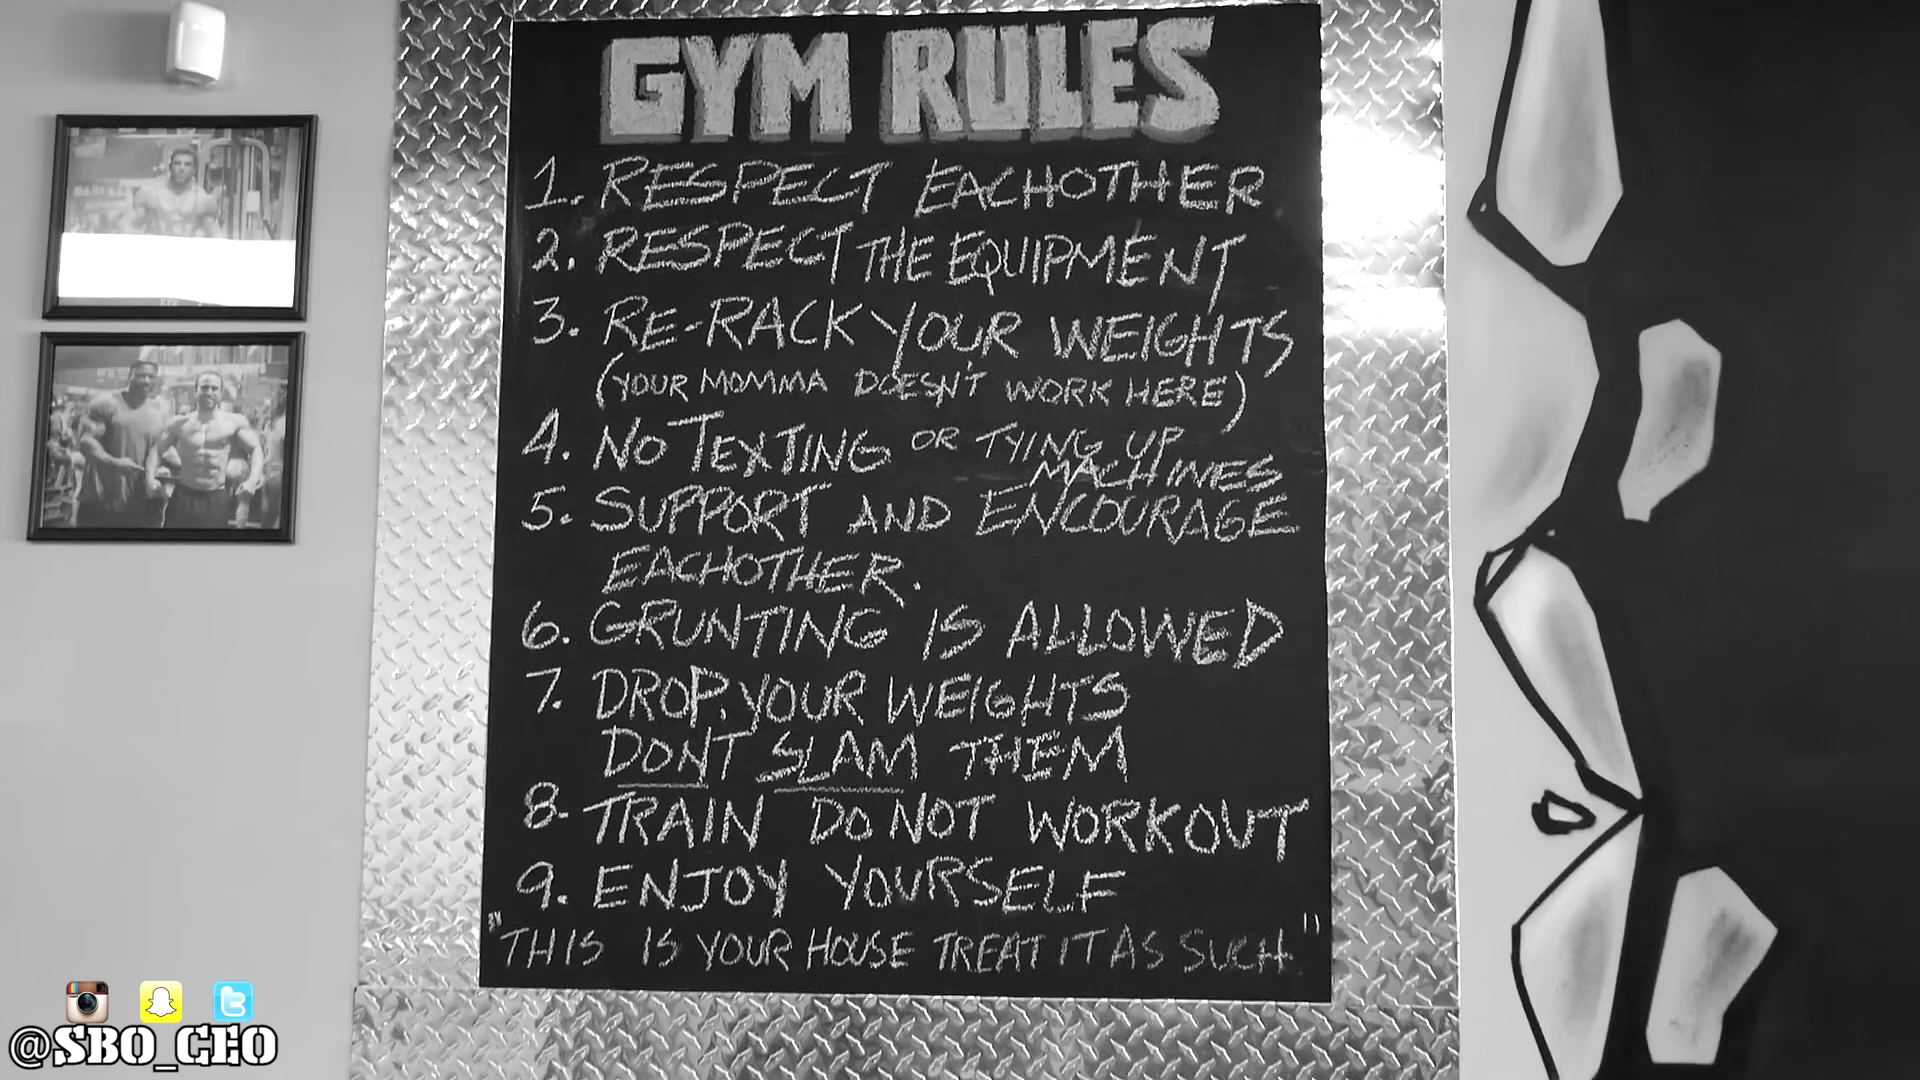 GYM RULES
1. RESPECT EACHOTHER
2. RESPECT THE EQUIPMENT
3. RE-RACK YOUR WEIGHTS
(YOUR MOMMA DOESN'T WORK HERE)
4. NO TEXTING OR TYING UP
MACHINES
5. SUPPORT AND ENCOURAGE
EACHOTHER.
6. GRUNTING IS ALLOWED
7. DROP, YOUR WEIGHTS
DONT SLAM THEM
8. TRAIN DO NOT WORKOUT
9. ENJOY YOURSELF
"THIS IS YOUR HOUSE TREAT IT AS SUCH."
@SBO_CEO